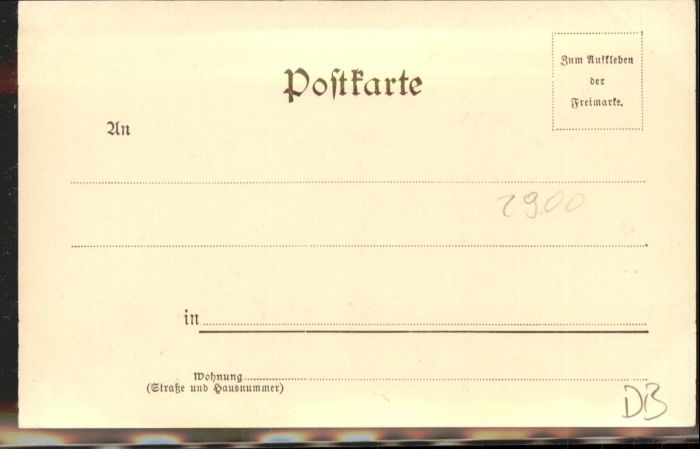 Postkarte
Zum Aufkleben
der
Freimarke.
An
2900
in
Wohnung
(Straße und Hausnummer)
DB